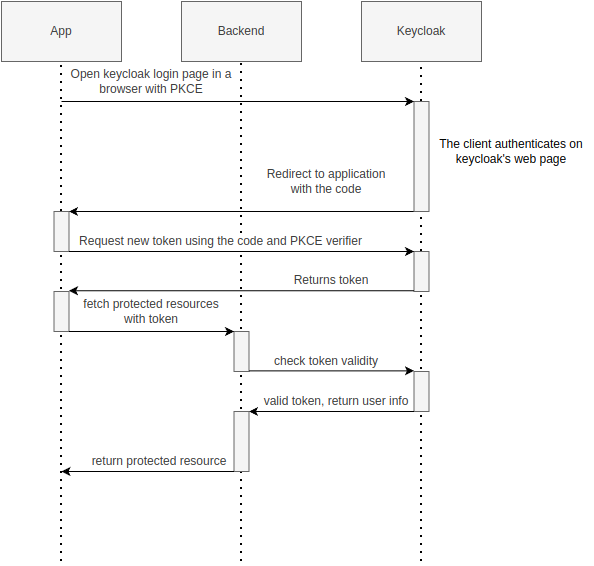 App
Backend
Keycloak
Open keycloak login page in a
browser with PKCE
The client authenticates on
keycloak's web page
Redirect to application
with the code
Request new token using the code and PKCE verifier
Returns token
fetch protected resources
with token
check token validity
valid token, return user info
return protected resource